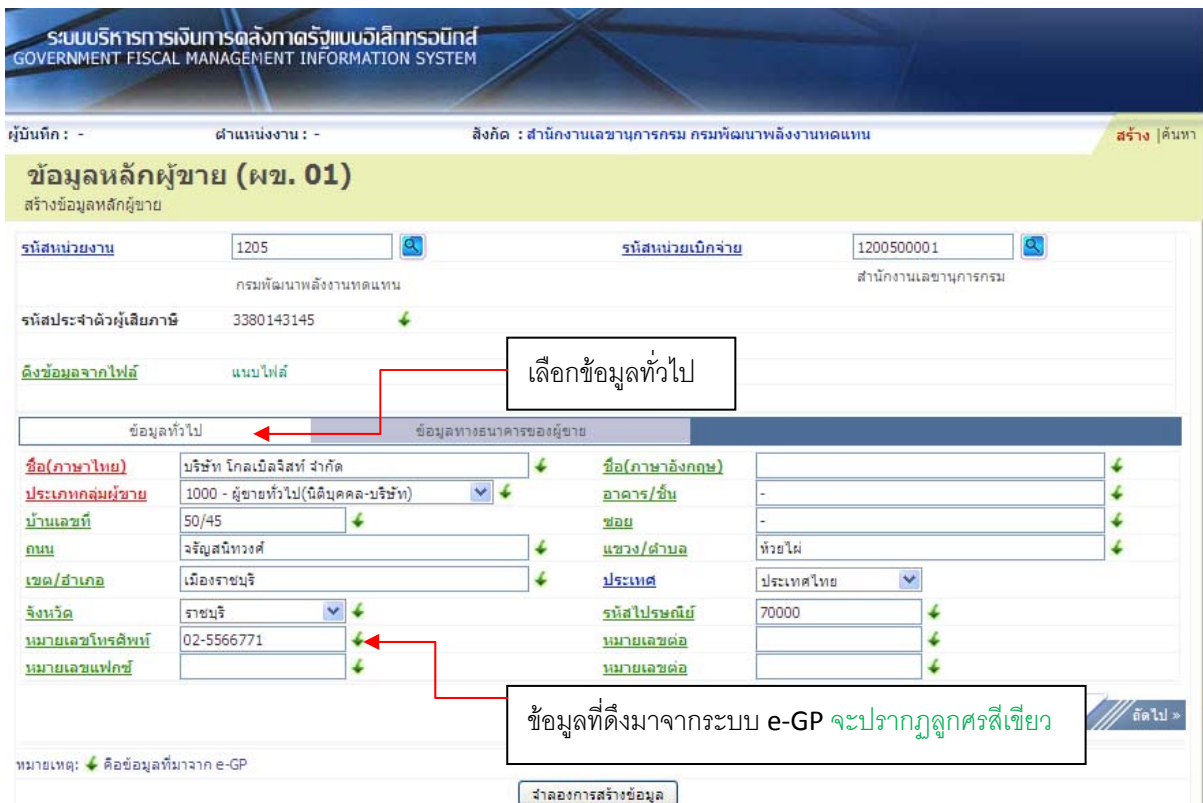 ระบบบริหารการเงินการคลังภาครัฐแบบอิเล็กทรอนิกส์
GOVERNMENT FISCAL MANAGEMENT INFORMATION SYSTEM
ผู้บันทึก : - ตำแหน่งงาน : - สังกัด : สำนักงานเลขานุการกรม กรมพัฒนาพลังงานทดแทน สร้าง |ค้นหา
ข้อมูลหลักผู้ขาย (ผข. 01)
สร้างข้อมูลหลักผู้ขาย
รหัสหน่วยงาน 1205 รหัสหน่วยเบิกจ่าย 1200500001
กรมพัฒนาพลังงานทดแทน สำนักงานเลขานุการกรม
รหัสประจำตัวผู้เสียภาษี 3380143145
ดึงข้อมูลจากไฟล์ แนบไฟล์
เลือกข้อมูลทั่วไป
ข้อมูลทั่วไป ข้อมูลทางธนาคารของผู้ขาย
ชื่อ(ภาษาไทย) บริษัท โกลเบิลจิสท์ จำกัด ชื่อ(ภาษาอังกฤษ)
ประเภทกลุ่มผู้ขาย 1000 - ผู้ขายทั่วไป(นิติบุคคล-บริษัท) อาคาร/ชั้น -
บ้านเลขที่ 50/45 ซอย -
ถนน จรัญสนิทวงศ์ แขวง/ตำบล ห้วยไผ่
เขต/อำเภอ เมืองราชบุรี ประเทศ ประเทศไทย
จังหวัด ราชบุรี รหัสไปรษณีย์ 70000
หมายเลขโทรศัพท์ 02-5566771 หมายเลขต่อ
หมายเลขแฟกซ์ หมายเลขต่อ
ข้อมูลที่ดึงมาจากระบบ e-GP จะปรากฏลูกศรสีเขียว
ถัดไป »
หมายเหตุ: คือข้อมูลที่มาจาก e-GP
จำลองการสร้างข้อมูล